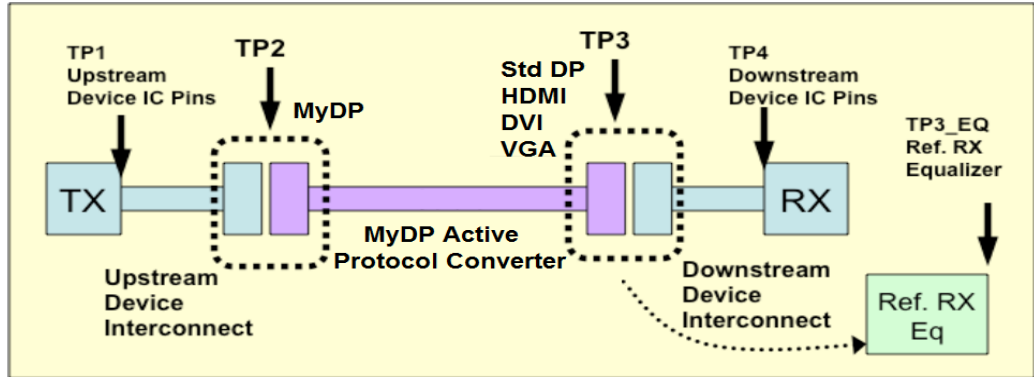 TP1
Upstream
Device IC Pins
TP2
MyDP
TP3
Std DP
HDMI
DVI
VGA
TP4
Downstream
Device IC Pins
TP3_EQ
Ref. RX
Equalizer
TX
RX
MyDP Active
Protocol Converter
Upstream
Device
Interconnect
Downstream
Device
Interconnect
Ref. RX
Eq